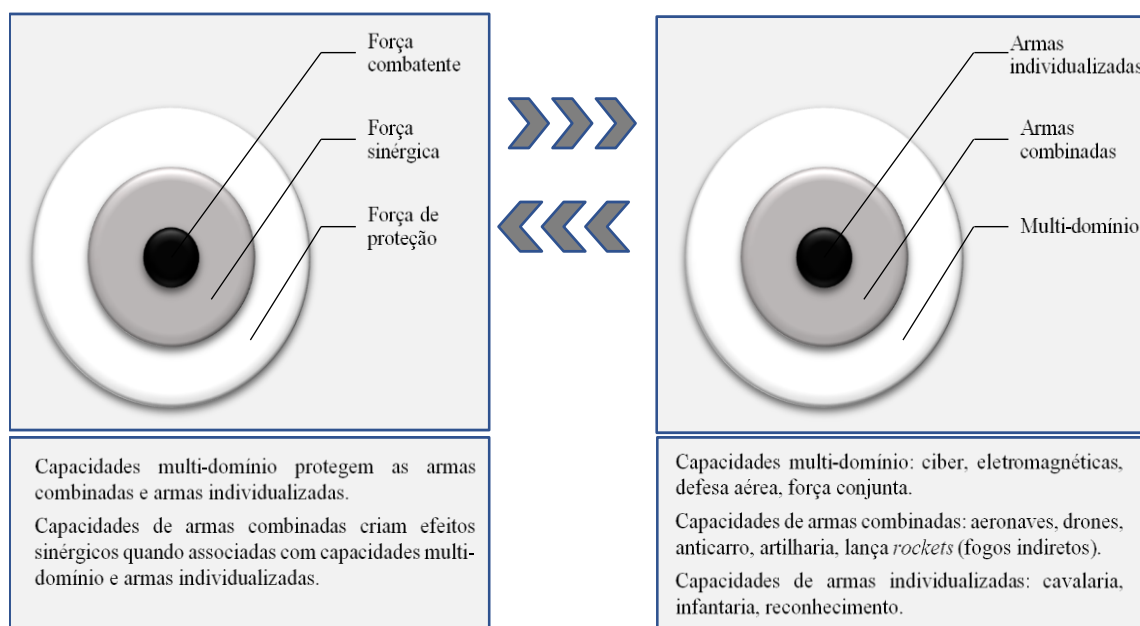 Força
combatente
Força
sinérgica
Força de
proteção
Armas
individualizadas
Armas
combinadas
Multi-domínio
Capacidades multi-domínio protegem as armas
combinadas e armas individualizadas.
Capacidades de armas combinadas criam efeitos
sinérgicos quando associadas com capacidades multi-
domínio e armas individualizadas.
Capacidades multi-domínio: ciber, eletromagnéticas,
defesa aérea, força conjunta.
Capacidades de armas combinadas: aeronaves, drones,
anticarro, artilharia, lança rockets (fogos indiretos).
Capacidades de armas individualizadas: cavalaria,
infantaria, reconhecimento.